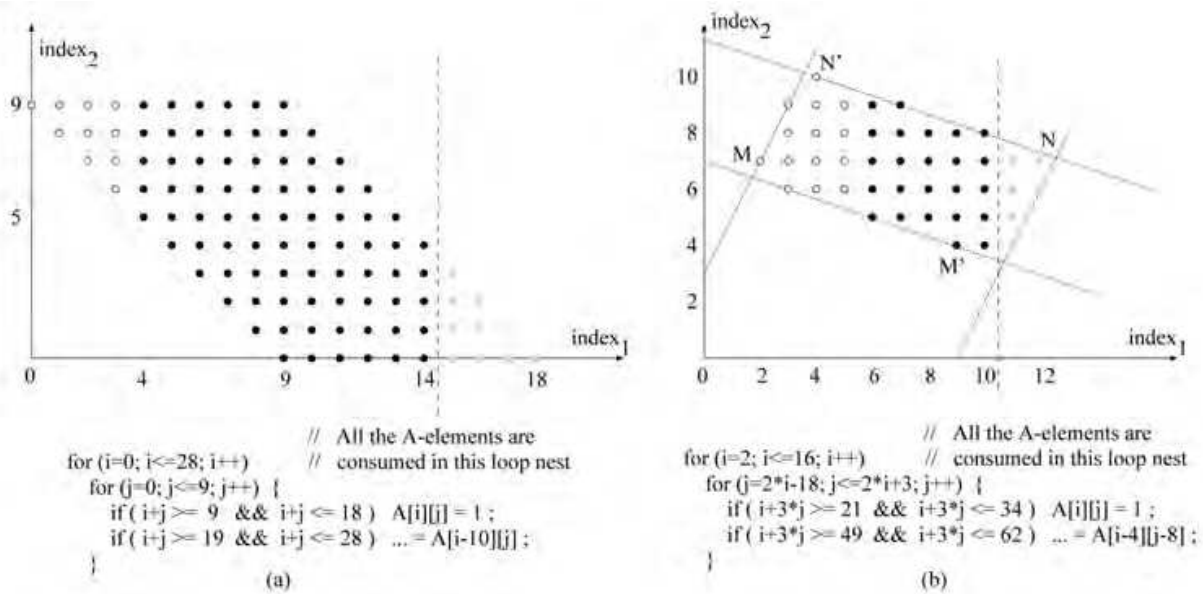 index2
9
5
0
4
9
14
18
index1
// All the A-elements are
for (i=0; i<=28; i++) // consumed in this loop nest
for (j=0; j<=9; j++) {
if ( i+j >= 9 && i+j <= 18 ) A[i][j] = 1 ;
if ( i+j >= 19 && i+j <= 28 ) ... = A[i-10][j] ;
}
(a)
index2
10
8
6
4
2
0
2
4
6
8
10
12
index1
N'
M
N
M'
// All the A-elements are
for (i=2; i<=16; i++) // consumed in this loop nest
for (j=2*i-18; j<=2*i+3; j++) {
if ( i+3*j >= 21 && i+3*j <= 34 ) A[i][j] = 1 ;
if ( i+3*j >= 49 && i+3*j <= 62 ) ... = A[i-4][j-8] ;
}
(b)